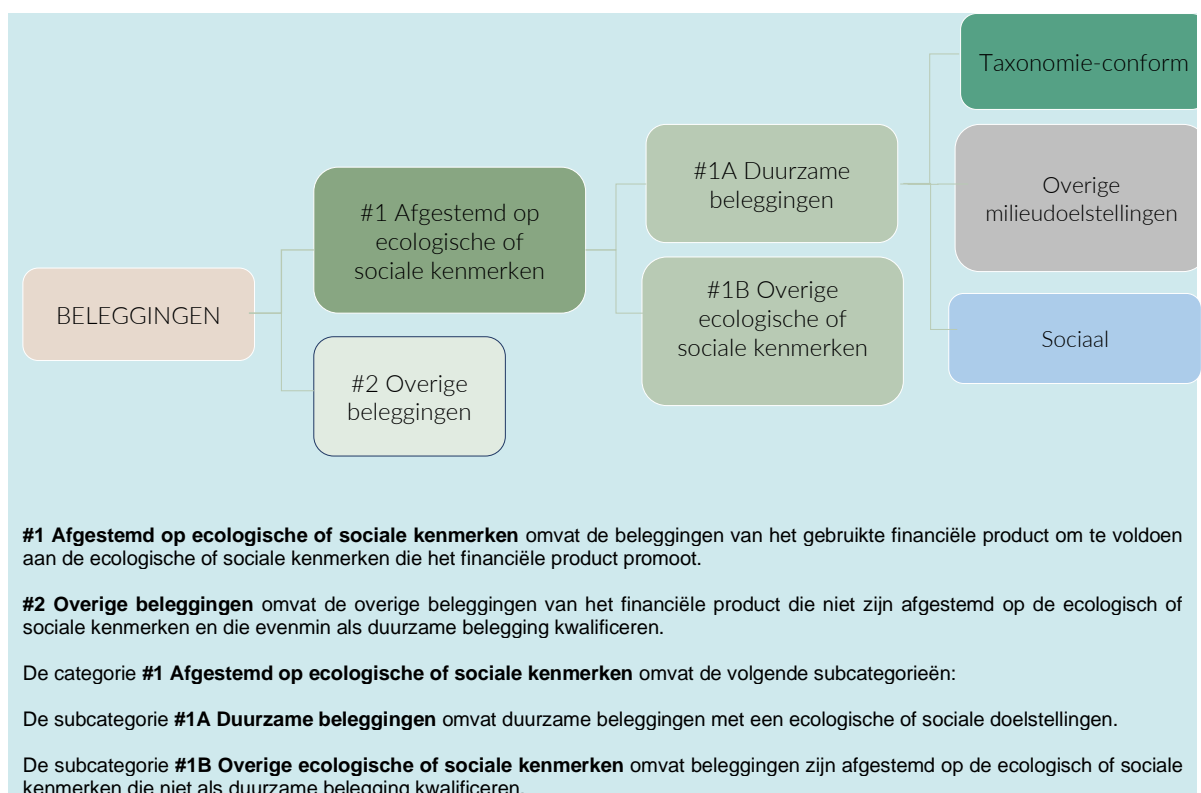 Taxonomie-conform
#1A Duurzame
beleggingen
Overige
milieudoelstellingen
#1 Afgestemd op
ecologische of
sociale kenmerken
#1B Overige
ecologische of
sociale kenmerken
BELEGGINGEN
Sociaal
#2 Overige
beleggingen
#1 Afgestemd op ecologische of sociale kenmerken omvat de beleggingen van het gebruikte financiële product om te voldoen
aan de ecologische of sociale kenmerken die het financiële product promoot.
#2 Overige beleggingen omvat de overige beleggingen van het financiële product die niet zijn afgestemd op de ecologisch of
sociale kenmerken en die evenmin als duurzame belegging kwalificeren.
De categorie #1 Afgestemd op ecologische of sociale kenmerken omvat de volgende subcategorieën:
De subcategorie #1A Duurzame beleggingen omvat duurzame beleggingen met een ecologische of sociale doelstellingen.
De subcategorie #1B Overige ecologische of sociale kenmerken omvat beleggingen zijn afgestemd op de ecologisch of sociale
kenmerken die niet als duurzame belegging kwalificeren.